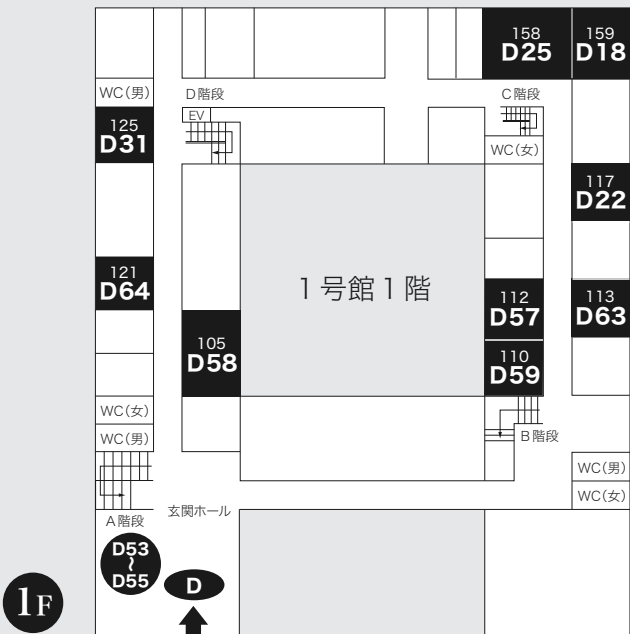 158
D25
159
D18
WC(男)
D階段
C階段
EV
125
D31
WC(女)
117
D22
121
D64
1号館1階
112
D57
113
D63
105
D58
110
D59
WC(女)
WC(男)
B階段
WC(男)
WC(女)
A階段
玄関ホール
D53
〜
D55
D
1F